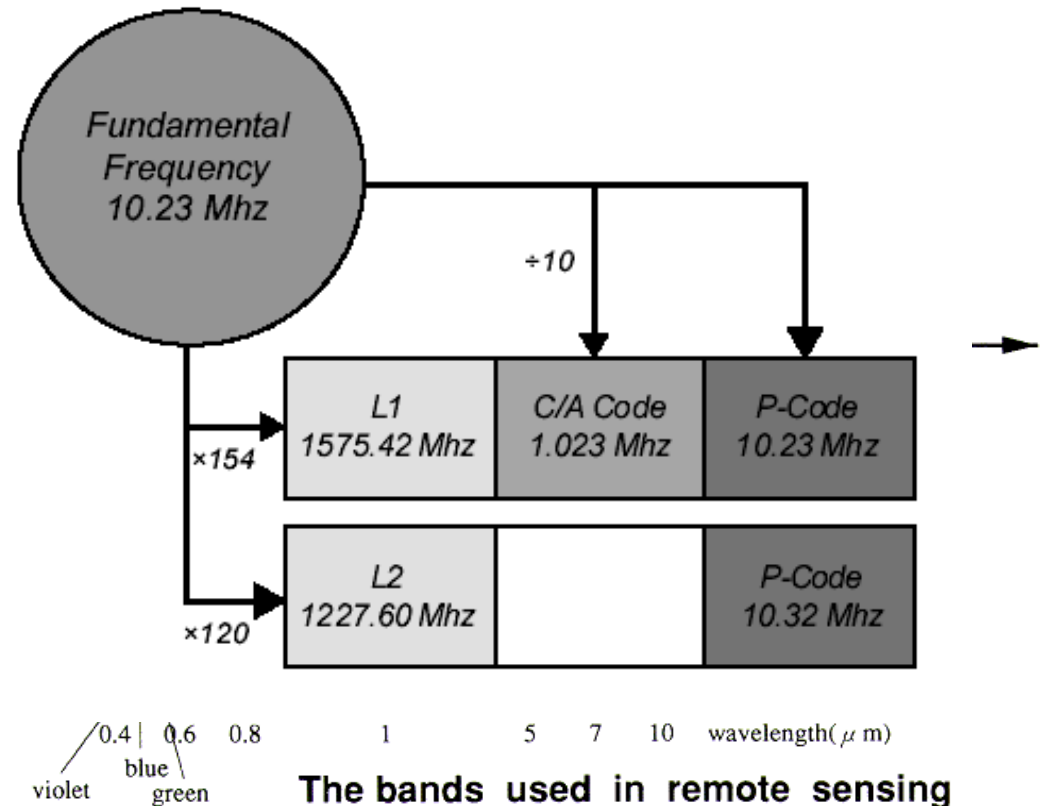 Fundamental
Frequency
10.23 Mhz
÷10
L1
1575.42 Mhz
C/A Code
1.023 Mhz
P-Code
10.23 Mhz
×154
L2
1227.60 Mhz
P-Code
10.32 Mhz
×120
0.4 0.6 0.8 1 5 7 10 wavelength(μ m)
blue
violet green
The bands used in remote sensing